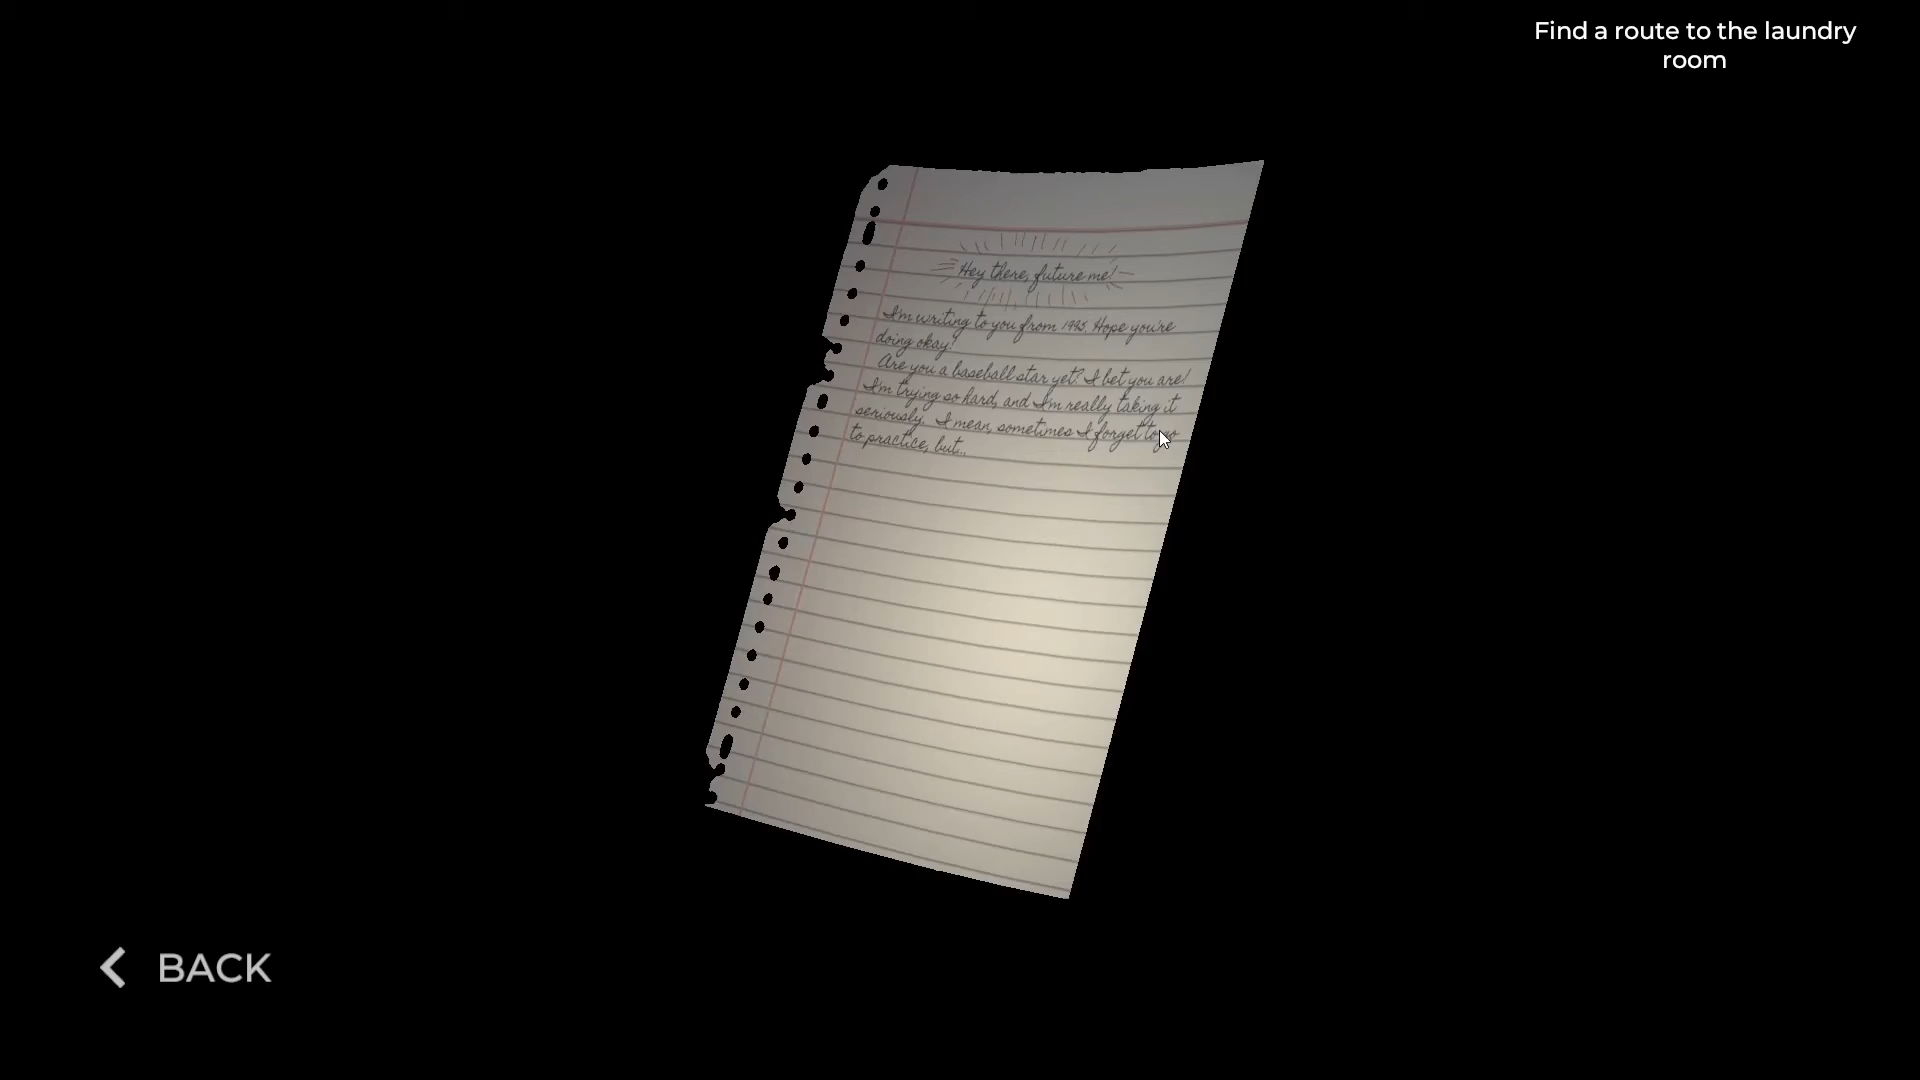 Find a route to the laundry
room
Hey there, future me!
I'm writing to you from 1995. Hope you're
doing okay!
Are you a baseball star yet? I bet you are!
I'm trying so hard, and I'm really taking it
seriously. I mean, sometimes I forget to go
to practice, but...
BACK